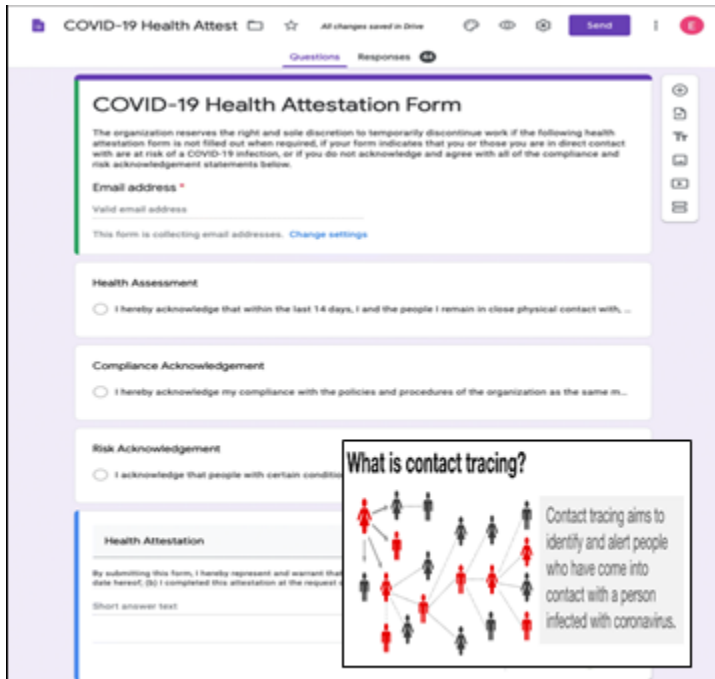 COVID-19 Health Attest
All changes saved in Drive
Send
E
Questions Responses 44
COVID-19 Health Attestation Form
The organization reserves the right and sole discretion to temporarily discontinue work if the following health
attestation form is not filled out when required, if your form indicates that you or those you are in direct contact
with are at risk of a COVID-19 infection, or if you do not acknowledge and agree with all of the compliance and
risk acknowledgement statements below.
Email address *
Valid email address
This form is collecting email addresses. Change settings
Health Assessment
I hereby acknowledge that within the last 14 days, I and the people I remain in close physical contact with, ...
Compliance Acknowledgement
I hereby acknowledge my compliance with the policies and procedures of the organization as the same m...
Risk Acknowledgement
I acknowledge that people with certain conditio
Health Attestation
By submitting this form, I hereby represent and warrant that
date hereof; (b) I completed this attestation at the request
Short answer text
What is contact tracing?
Contact tracing aims to
identify and alert people
who have come into
contact with a person
infected with coronavirus.
Tт